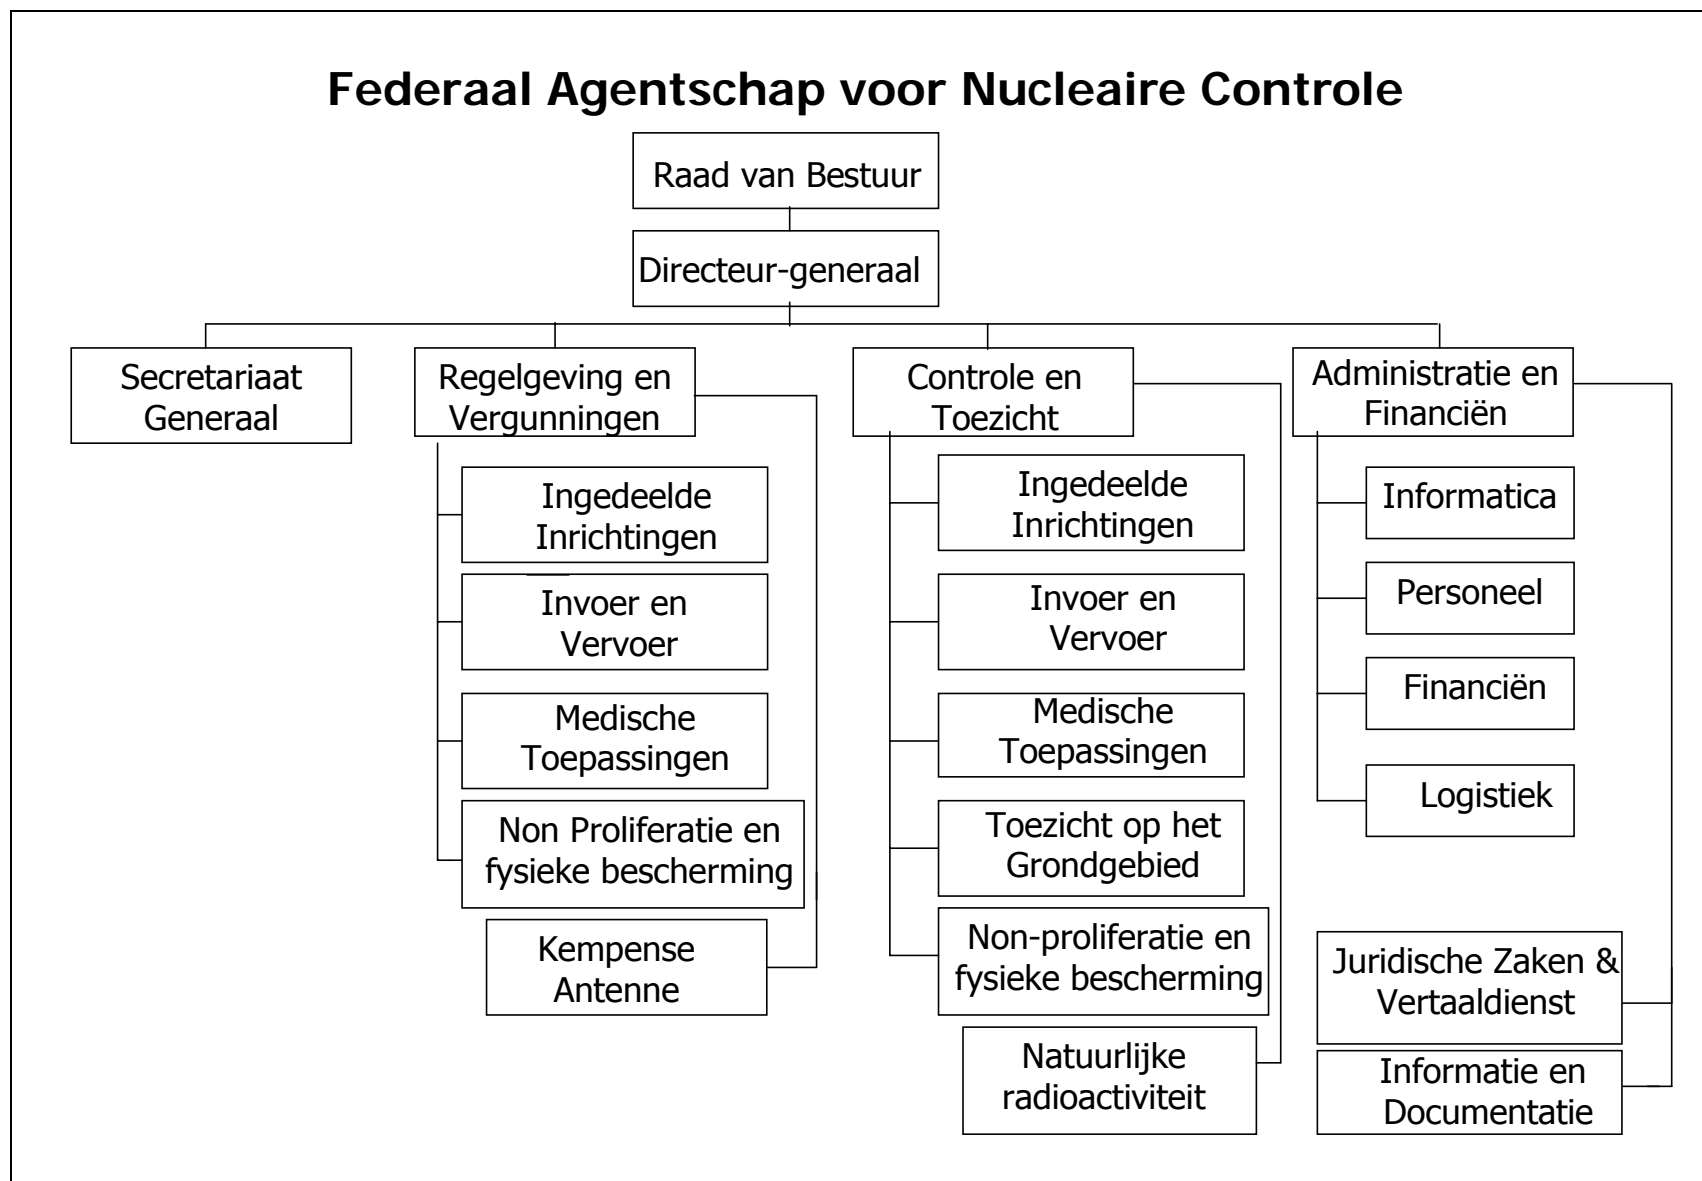 Federaal Agentschap voor Nucleaire Controle
Raad van Bestuur
Directeur-generaal
Secretariaat
Generaal
Regelgeving en
Vergunningen
Ingedeelde
Inrichtingen
Invoer en
Vervoer
Medische
Toepassingen
Non Proliferatie en
fysieke bescherming
Kempense
Antenne
Controle en
Toezicht
Ingedeelde
Inrichtingen
Invoer en
Vervoer
Medische
Toepassingen
Toezicht op het
Grondgebied
Non-proliferatie en
fysieke bescherming
Natuurlijke
radioactiviteit
Administratie en
Financiën
Informatica
Personeel
Financiën
Logistiek
Juridische Zaken &
Vertaaldienst
Informatie en
Documentatie